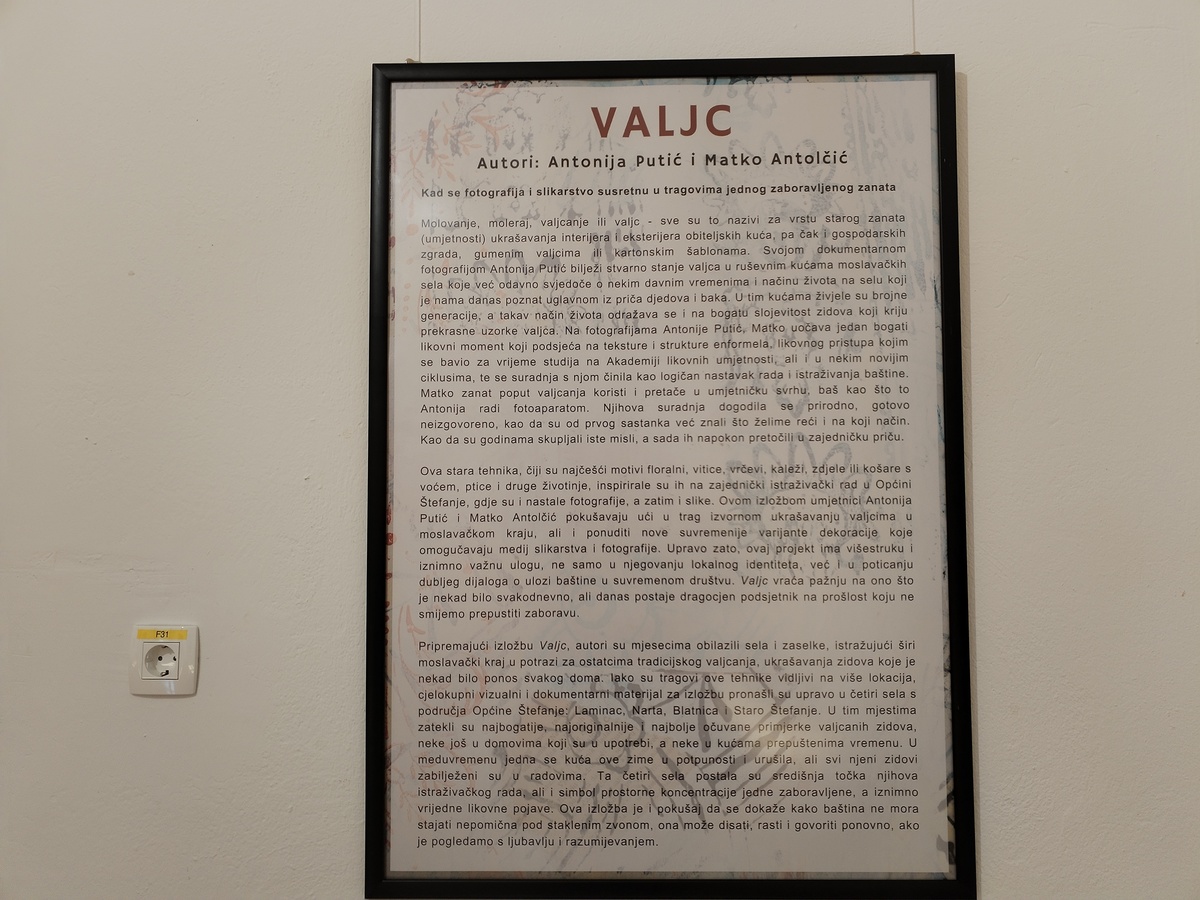 VALJC
Autori: Antonija Putić i Matko Antolčić
Kad se fotografija i slikarstvo susretnu u tragovima jednog zaboravljenog zanata
Molovanje, moleraj, valjcanje ili valjc - sve su to nazivi za vrstu starog zanata
(umjetnosti) ukrašavanja interijera i eksterijera obiteljskih kuća, pa čak i gospodarskih
zgrada, gumenim valjcima ili kartonskim šablonama. Svojom dokumentarnom
fotografijom Antonija Putić bilježi stvarno stanje valjca u ruševnim kućama moslavačkih
sela koje već odavno svjedoče o nekim davnim vremenima i načinu života na selu koji
je nama danas poznat uglavnom iz priča djedova i baka. U tim kućama živjele su brojne
generacije, a takav način života odražava se i na bogatu slojevitost zidova koji kriju
prekrasne uzorke valjca. Na fotografijama Antonije Putić, Matko uočava jedan bogati
likovni moment koji podsjeća na teksture i strukture enformela, likovnog pristupa kojim
se bavio za vrijeme studija na Akademiji likovnih umjetnosti, ali i u nekim novijim
ciklusima, te se suradnja s njom činila kao logičan nastavak rada i istraživanja baštine.
Matko zanat poput valjcanja koristi i pretače u umjetničku svrhu, baš kao što to
Antonija radi fotoaparatom. Njihova suradnja dogodila se prirodno, gotovo
neizgovoreno, kao da su od prvog sastanka već znali što želime reći i na koji način.
Kao da su godinama skupljali iste misli, a sada ih napokon pretočili u zajedničku priču.
Ova stara tehnika, čiji su najčešći motivi floralni, vitice, vrčevi, kaleži, zdjele ili košare s
voćem, ptice i druge životinje, inspirirale su ih na zajednički istraživački rad u Općini
Štefanje, gdje su i nastale fotografije, a zatim i slike. Ovom izložbom umjetnici Antonija
Putić i Matko Antolčić pokušavaju ući u trag izvornom ukrašavanju valjcima u
moslavačkom kraju, ali i ponuditi nove suvremenije varijante dekoracije koje
omogučavaju medij slikarstva i fotografije. Upravo zato, ovaj projekt ima višestruku i
iznimno važnu ulogu, ne samo u njegovanju lokalnog identiteta, već i u poticanju
dubljeg dijaloga o ulozi baštine u suvremenom društvu. Valjc vraća pažnju na ono što
je nekad bilo svakodnevno, ali danas postaje dragocjen podsjetnik na prošlost koju ne
smijemo prepustiti zaboravu.
Pripremajući izložbu Valjc, autori su mjesecima obilazili sela i zaselke, istražujući širi
moslavački kraj u potrazi za ostatcima tradicijskog valjcanja, ukrašavanja zidova koje je
nekad bilo ponos svakog doma. Iako su tragovi ove tehnike vidljivi na više lokacija,
cjelokupni vizualni i dokumentarni materijal za izložbu pronašli su upravo u četiri sela s
područja Općine Štefanje: Laminac, Narta, Blatnica i Staro Štefanje. U tim mjestima
zatekli su najbogatije, najoriginalnije i najbolje očuvane primjerke valjcanih zidova,
neke još u domovima koji su u upotrebi, a neke u kućama prepuštenima vremenu. U
međuvremenu jedna se kuća ove zime u potpunosti i urušila, ali svi njeni zidovi
zabilježeni su u radovima. Ta četiri sela postala su središnja točka njihova
istraživačkog rada, ali i simbol prostorne koncentracije jedne zaboravljene, a iznimno
vrijedne likovne pojave. Ova izložba je i pokušaj da se dokaže kako baština ne mora
stajati nepomična pod staklenim zvonom, ona može disati, rasti i govoriti ponovno, ako
je pogledamo s ljubavlju i razumijevanjem.
F31